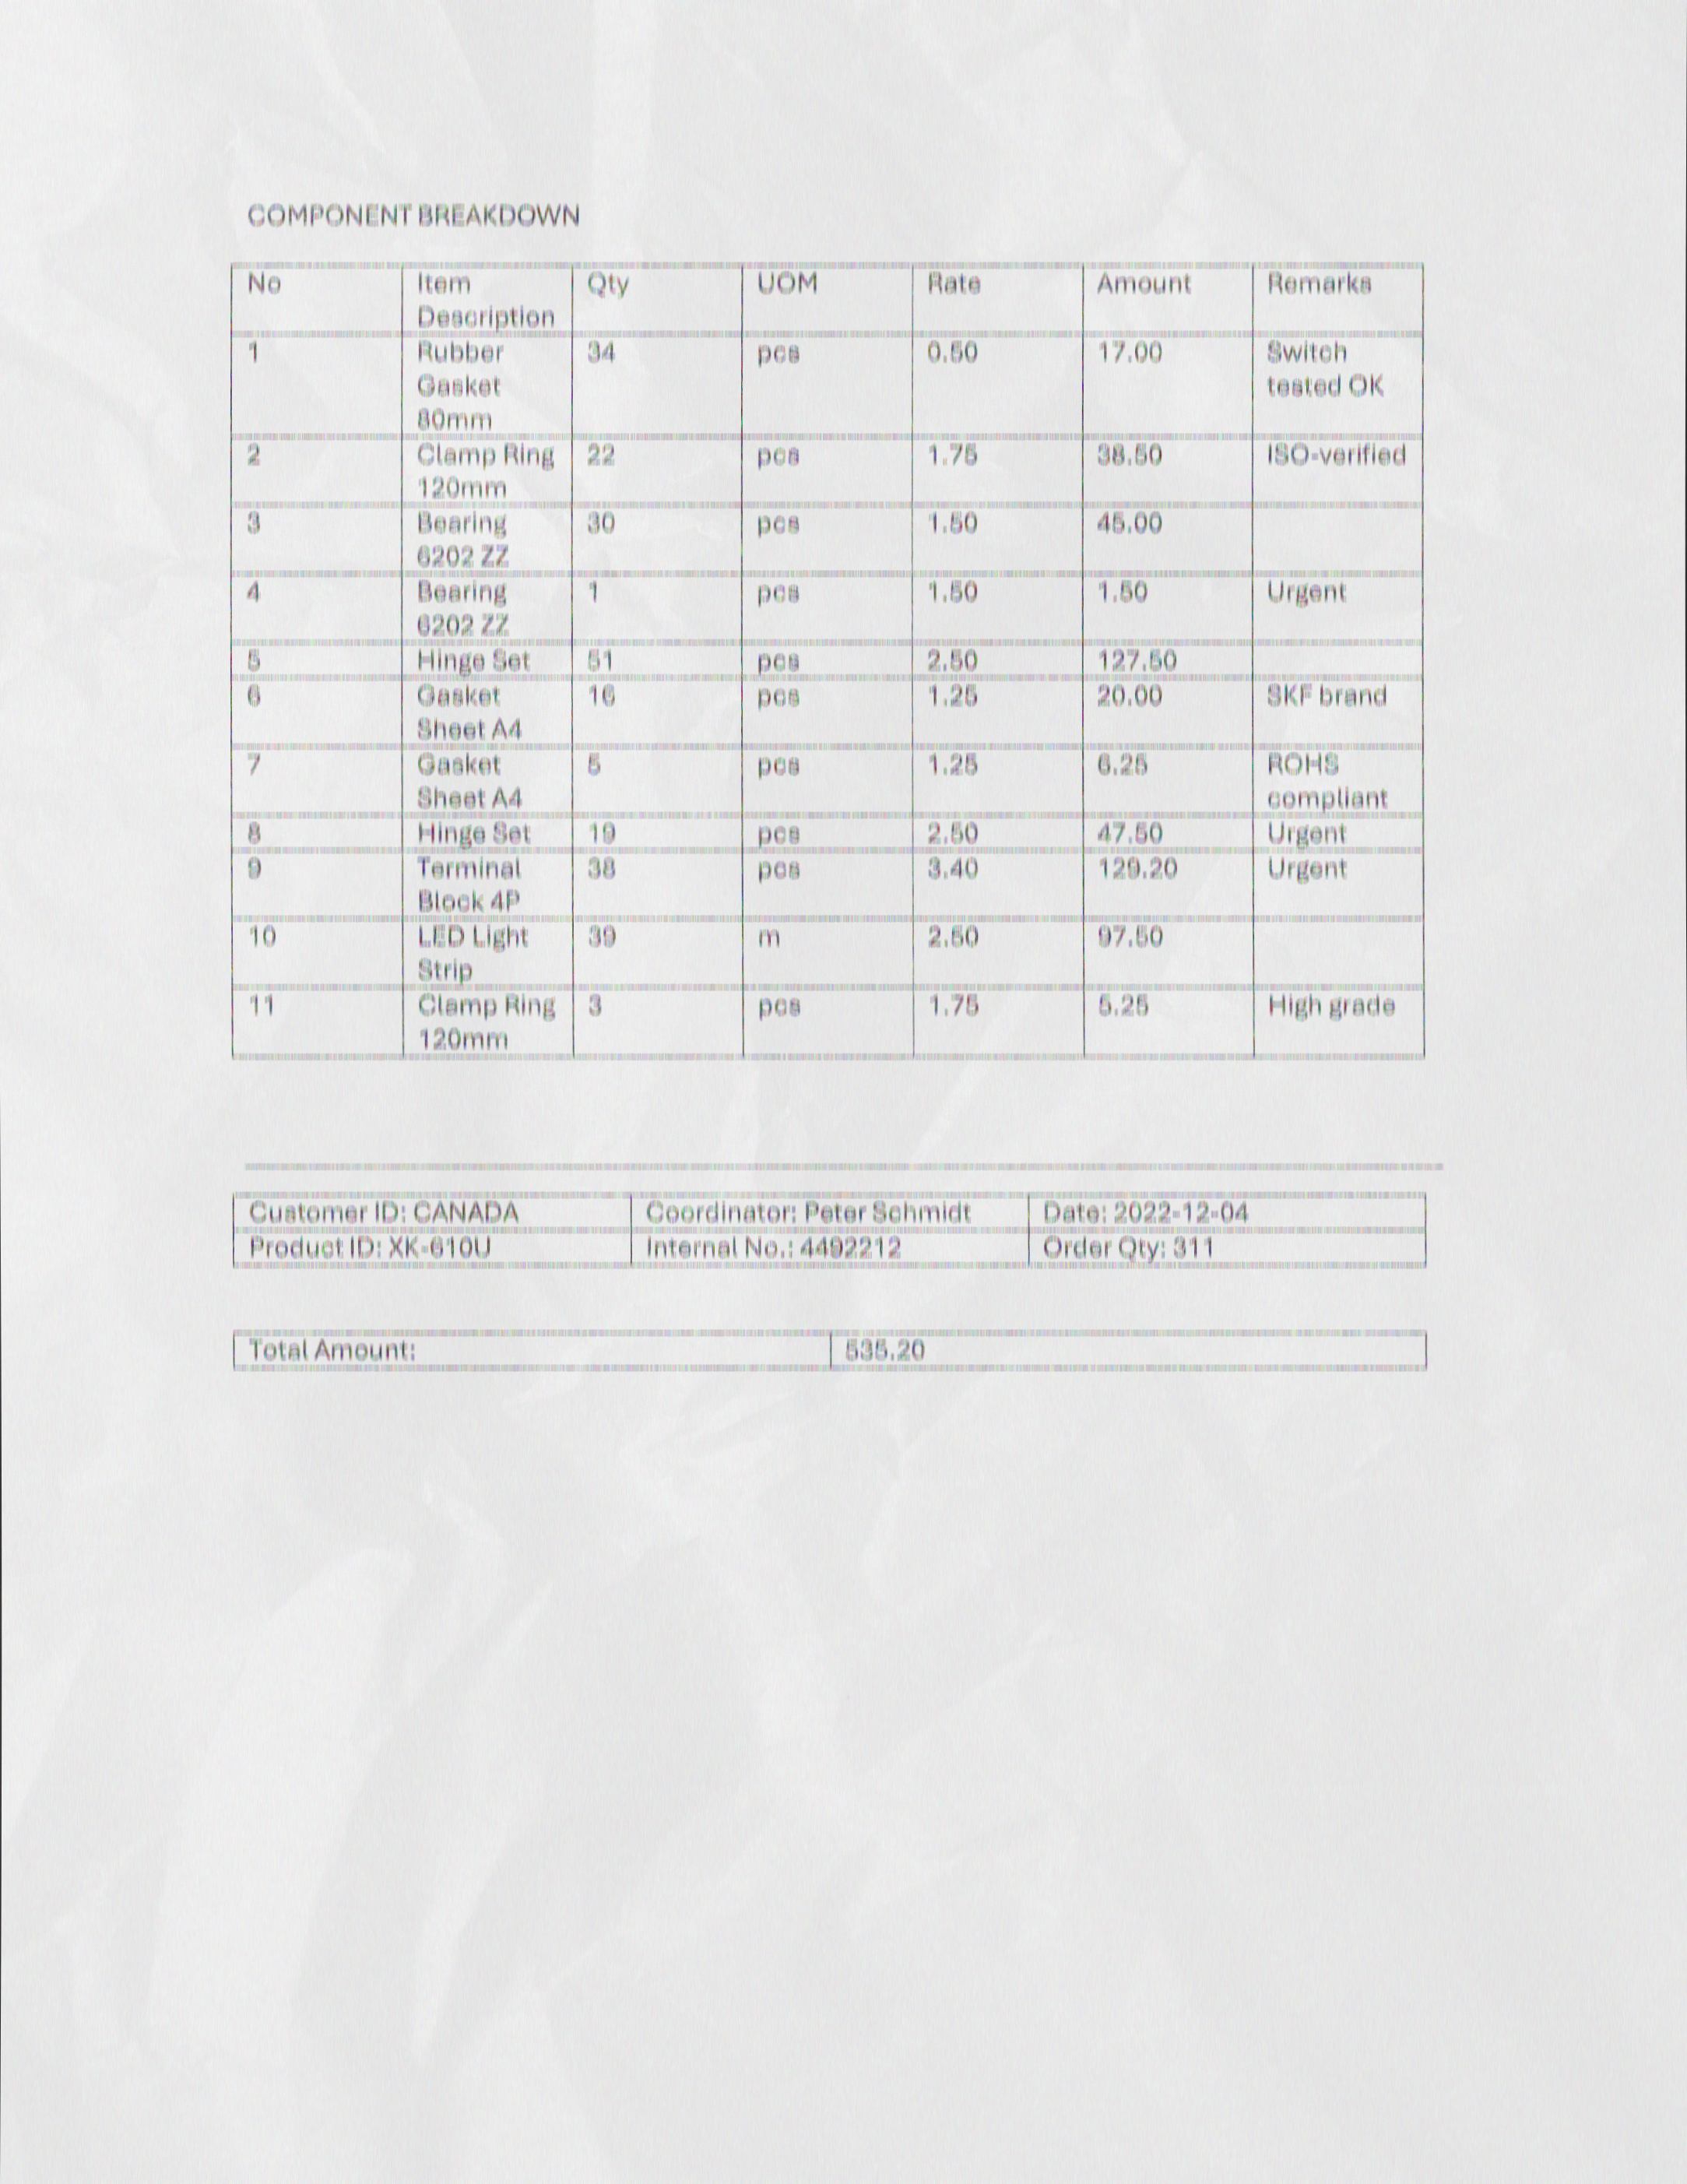 COMPONENT BREAKDOWN
No Item Description Qty UOM Rate Amount Remarks
1 Rubber Gasket 80mm 34 pcs 0.50 17.00 Switch tested OK
2 Clamp Ring 120mm 22 pcs 1.75 38.50 ISO-verified
3 Bearing 6202 ZZ 30 pcs 1.50 45.00
4 Bearing 6202 ZZ 1 pcs 1.50 1.50 Urgent
5 Hinge Set 51 pcs 2.50 127.50
6 Gasket Sheet A4 16 pcs 1.25 20.00 SKF brand
7 Gasket Sheet A4 5 pcs 1.25 6.25 ROHS compliant
8 Hinge Set 19 pcs 2.50 47.50 Urgent
9 Terminal Block 4P 38 pcs 3.40 129.20 Urgent
10 LED Light Strip 39 m 2.50 97.50
11 Clamp Ring 120mm 3 pcs 1.75 5.25 High grade
Customer ID: CANADA Coordinator: Peter Schmidt Date: 2022-12-04
Product ID: XK-610U Internal No.: 4492212 Order Qty: 311
Total Amount: 535.20